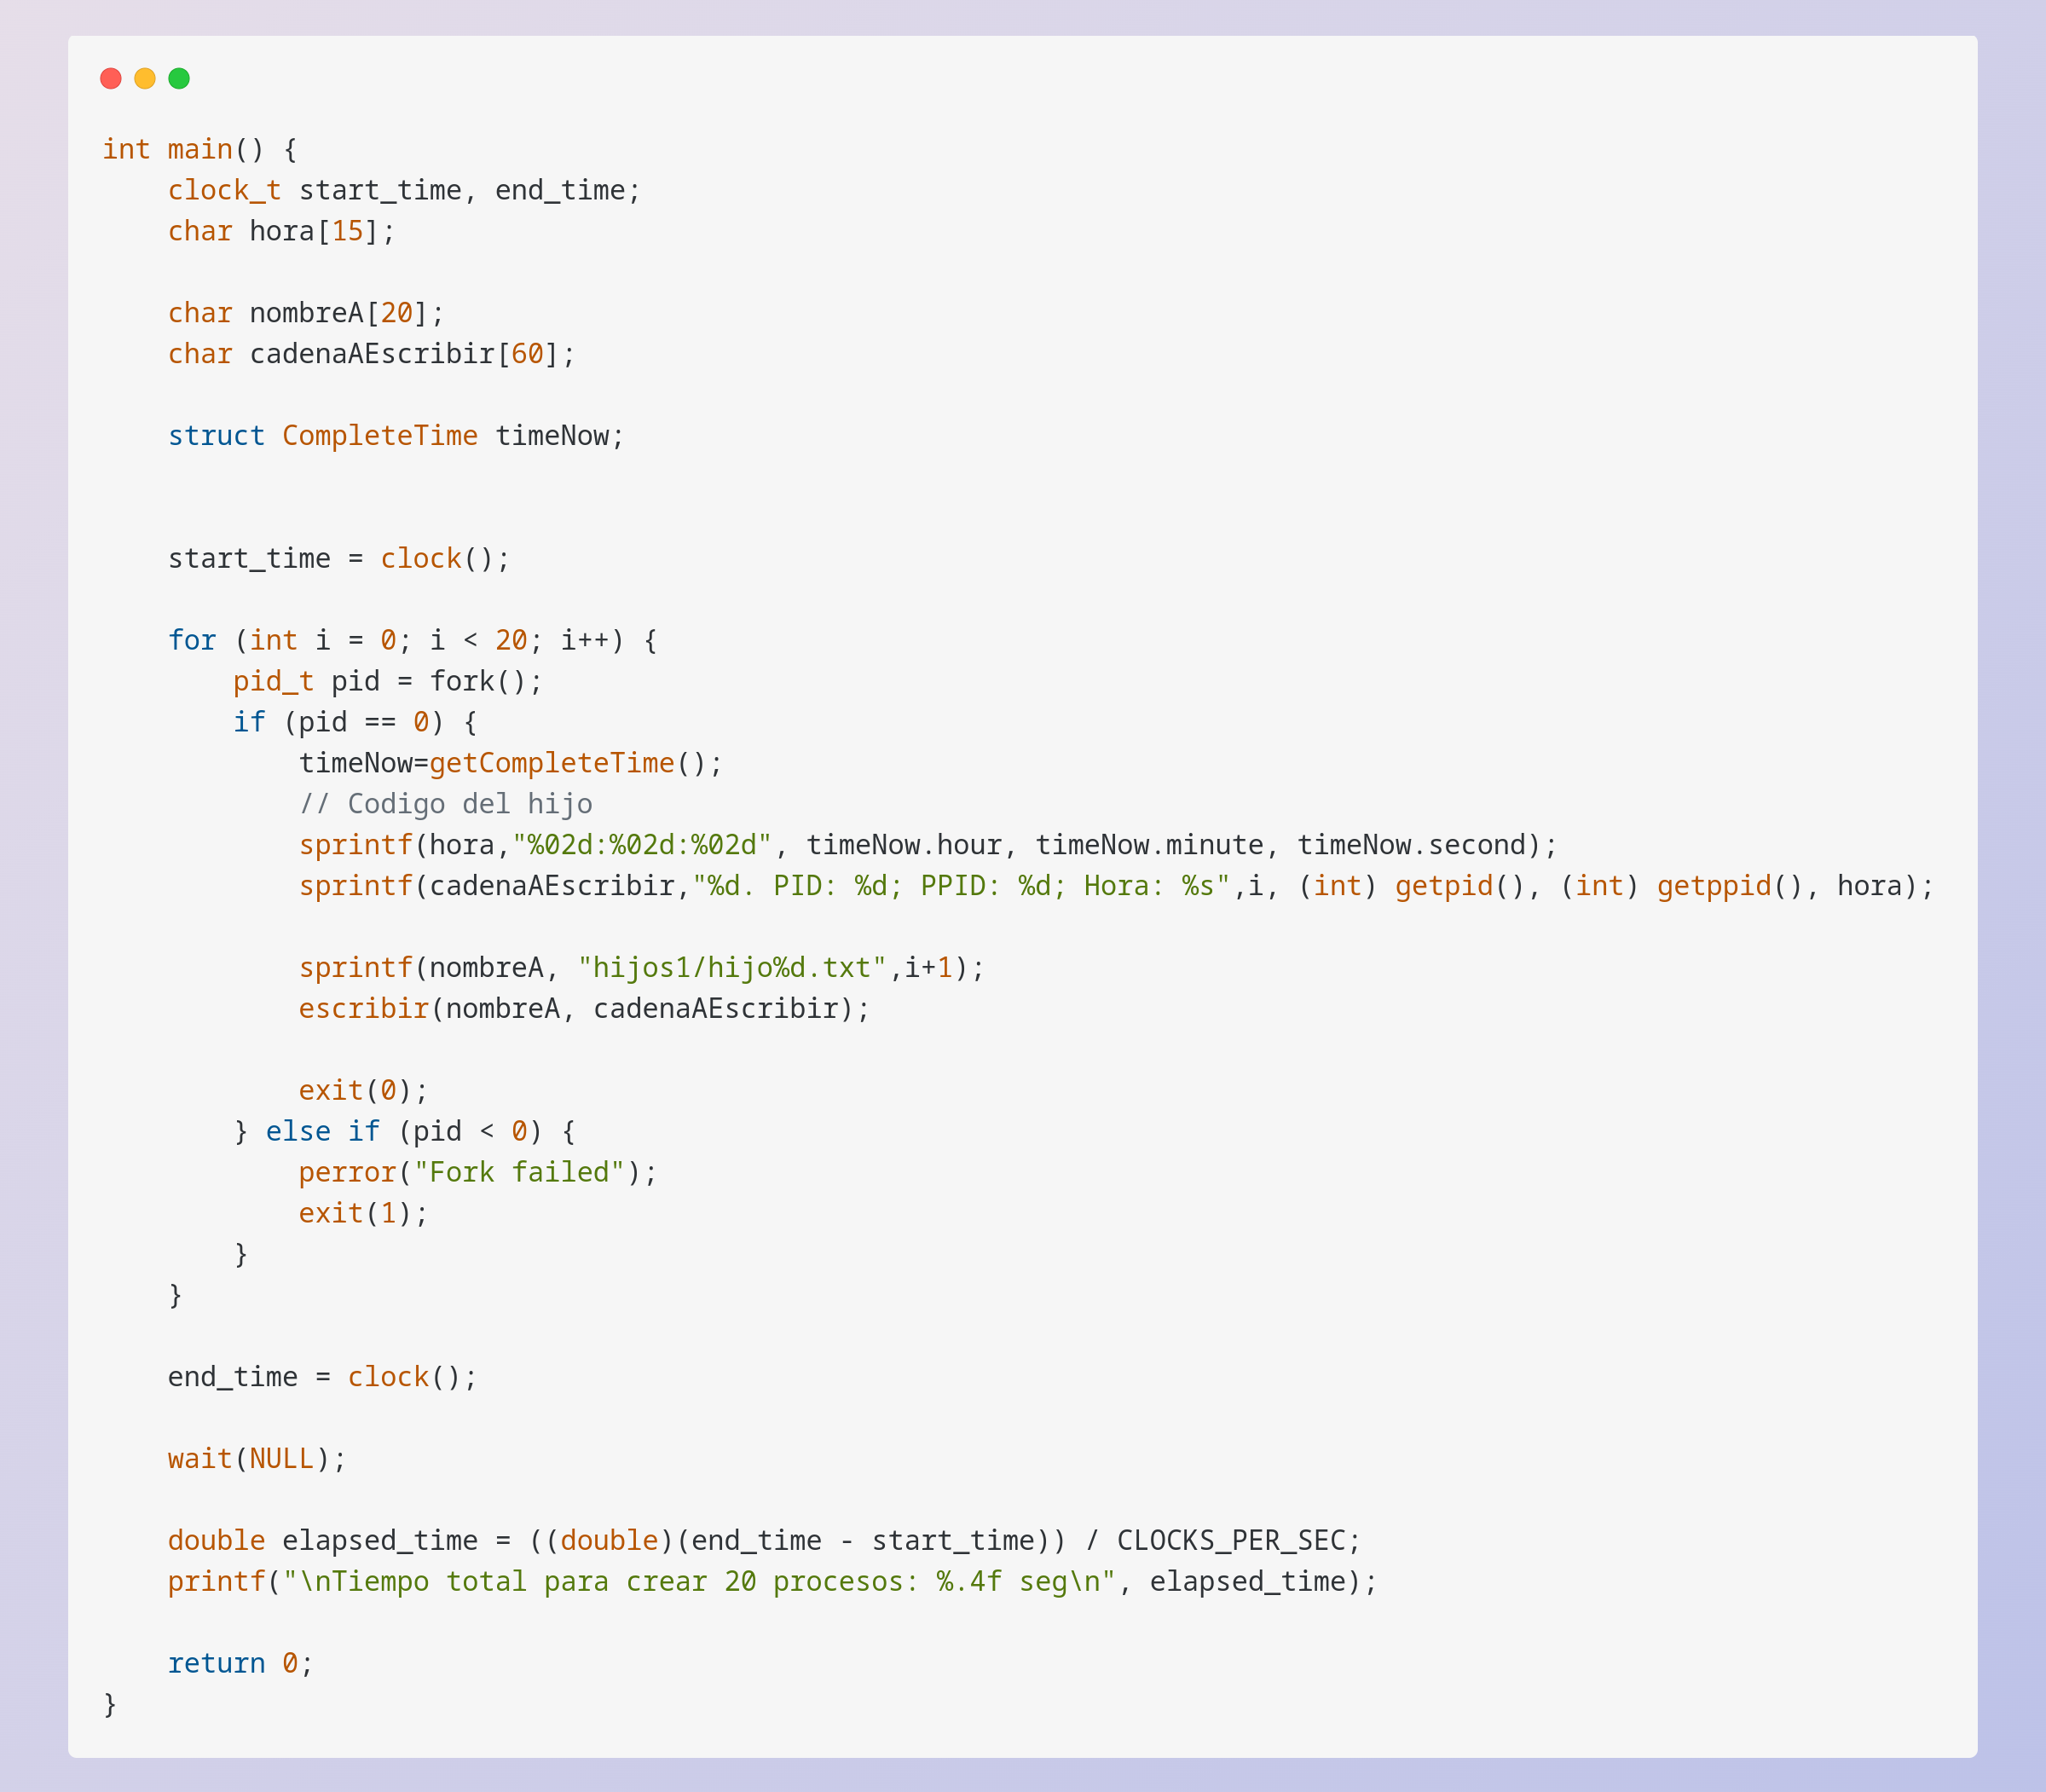 int main() {
    clock_t start_time, end_time;
    char hora[15];
    char nombreA[20];
    char cadenaAEscribir[60];
    struct CompleteTime timeNow;
    start_time = clock();
    for (int i = 0; i < 20; i++) {
        pid_t pid = fork();
        if (pid == 0) {
            timeNow=getCompleteTime();
            // Codigo del hijo
            sprintf(hora,"%02d:%02d:%02d", timeNow.hour, timeNow.minute, timeNow.second);
            sprintf(cadenaAEscribir,"%d. PID: %d; PPID: %d; Hora: %s",i, (int) getpid(), (int) getppid(), hora);
            sprintf(nombreA, "hijos1/hijo%d.txt",i+1);
            escribir(nombreA, cadenaAEscribir);
            exit(0);
        } else if (pid < 0) {
            perror("Fork failed");
            exit(1);
        }
    }
    end_time = clock();
    wait(NULL);
    double elapsed_time = ((double)(end_time - start_time)) / CLOCKS_PER_SEC;
    printf("\nTiempo total para crear 20 procesos: %.4f seg\n", elapsed_time);
    return 0;
}